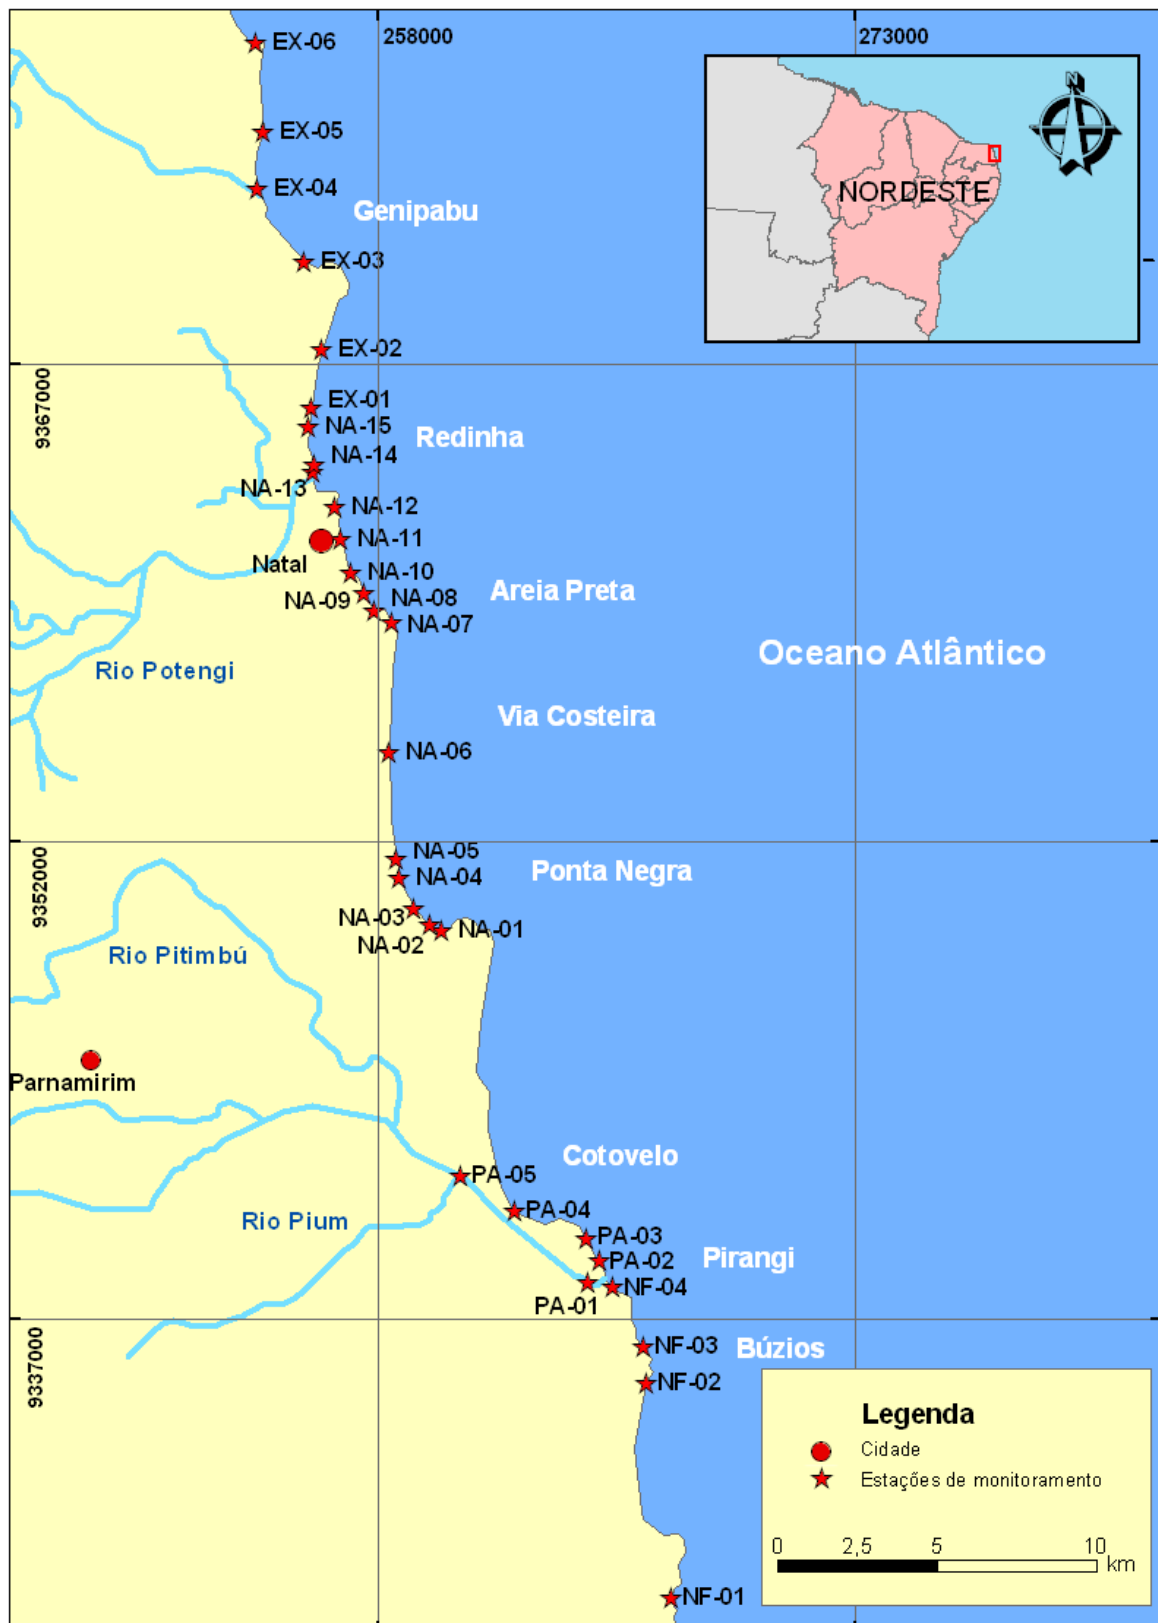 258000
273000
EX-06
N
EX-05
EX-04
NORDESTE
Genipabu
EX-03
EX-02
9367000
EX-01
NA-15
Redinha
NA-14
NA-13
NA-12
NA-11
Natal
NA-10
Areia Preta
NA-09
NA-08
NA-07
Oceano Atlântico
Rio Potengi
Via Costeira
NA-06
NA-05
9352000
NA-04
Ponta Negra
NA-03
NA-01
NA-02
Rio Pitimbú
Parnamirim
Cotovelo
PA-05
PA-04
Rio Pium
PA-03
PA-02
Pirangi
NF-04
PA-01
9337000
NF-03
Búzios
NF-02
Legenda
Cidade
Estações de monitoramento
0 2,5 5 10
km
NF-01